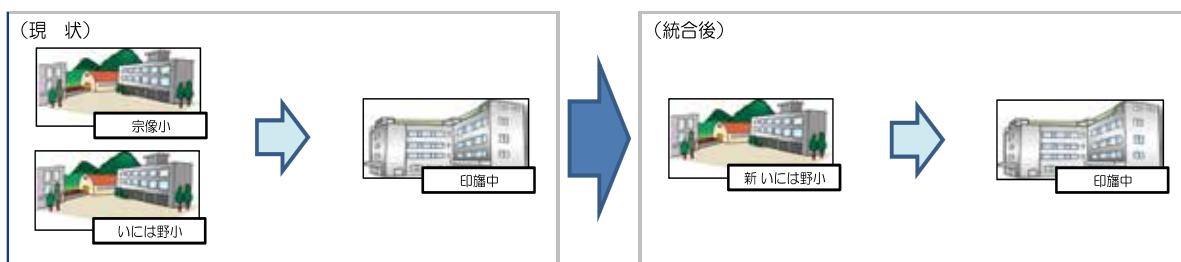 （現　状）
宗像小
いには野小
印旛中
（統合後）
新 いには野小
印旛中